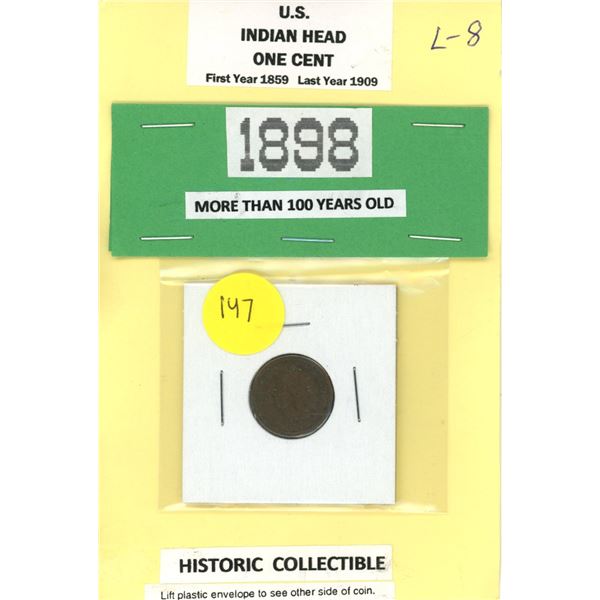 U.S.
INDIAN HEAD
ONE CENT
First Year 1859 Last Year 1909
L-8
1898
MORE THAN 100 YEARS OLD
147
HISTORIC COLLECTIBLE
Lift plastic envelope to see other side of coin.